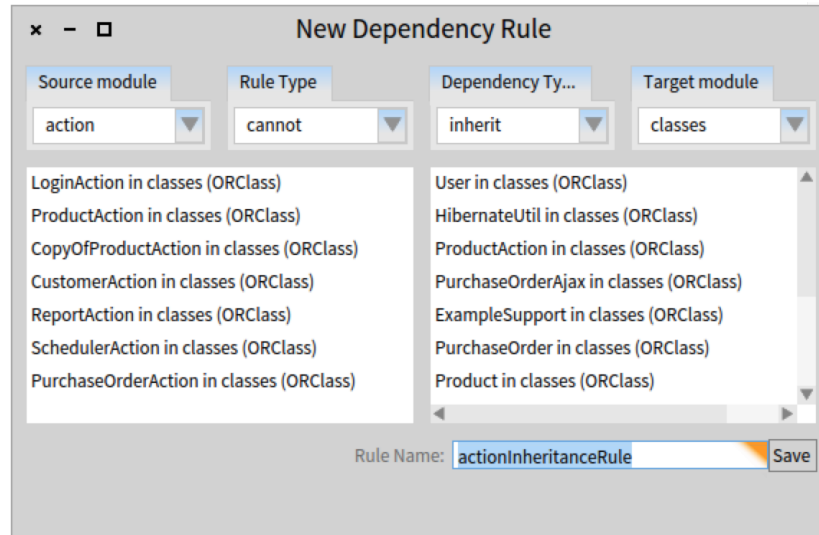 New Dependency Rule
Source module
Rule Type
Dependency Ty...
Target module
action
cannot
inherit
classes
LoginAction in classes (ORClass)
ProductAction in classes (ORClass)
CopyOfProductAction in classes (ORClass)
CustomerAction in classes (ORClass)
ReportAction in classes (ORClass)
SchedulerAction in classes (ORClass)
PurchaseOrderAction in classes (ORClass)
User in classes (ORClass)
HibernateUtil in classes (ORClass)
ProductAction in classes (ORClass)
PurchaseOrderAjax in classes (ORClass)
ExampleSupport in classes (ORClass)
PurchaseOrder in classes (ORClass)
Product in classes (ORClass)
Rule Name: actionInheritanceRule Save